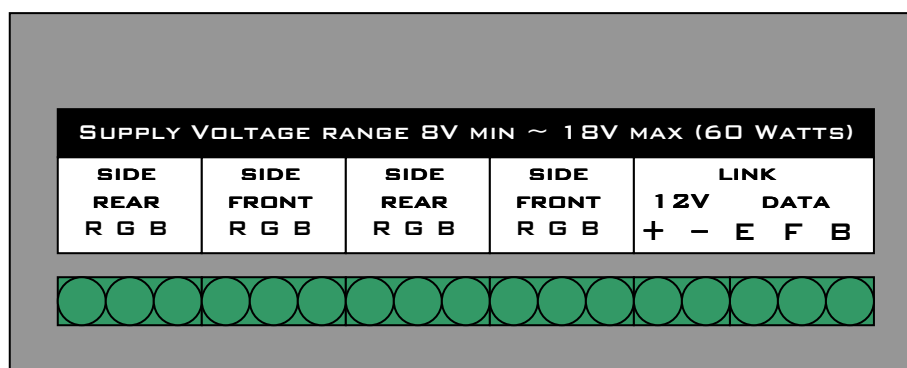 SUPPLY VOLTAGE RANGE 8V MIN ~ 18V MAX (60 WATTS)
SIDE SIDE SIDE SIDE LINK
REAR FRONT REAR FRONT 12V DATA
R G B R G B R G B R G B + - E F B